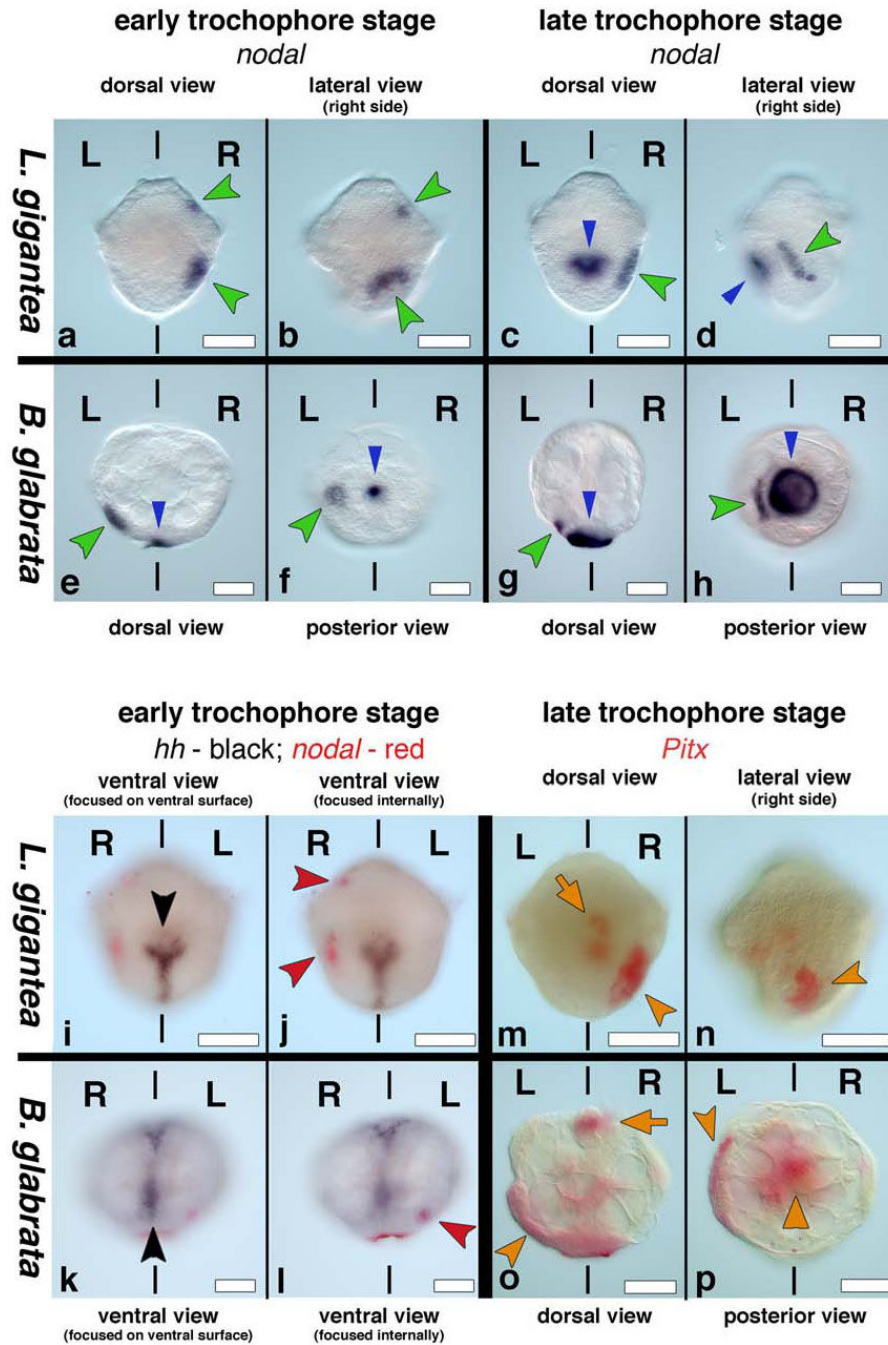 early trochophore stage late trochophore stage
nodal nodal
dorsal view lateral view dorsal view lateral view
(right side) (right side)
L. gigantea
L R L R
a b c d
B. glabrata
L R L R L R L R
e f g h
dorsal view posterior view dorsal view posterior view
early trochophore stage late trochophore stage
hh - black; nodal - red Pitx
ventral view ventral view dorsal view lateral view
(focused on ventral surface) (focused internally) (right side)
L. gigantea
R L R L L R
i j m n
B. glabrata
R L R L L R L R
k l o p
ventral view ventral view dorsal view posterior view
(focused on ventral surface) (focused internally)